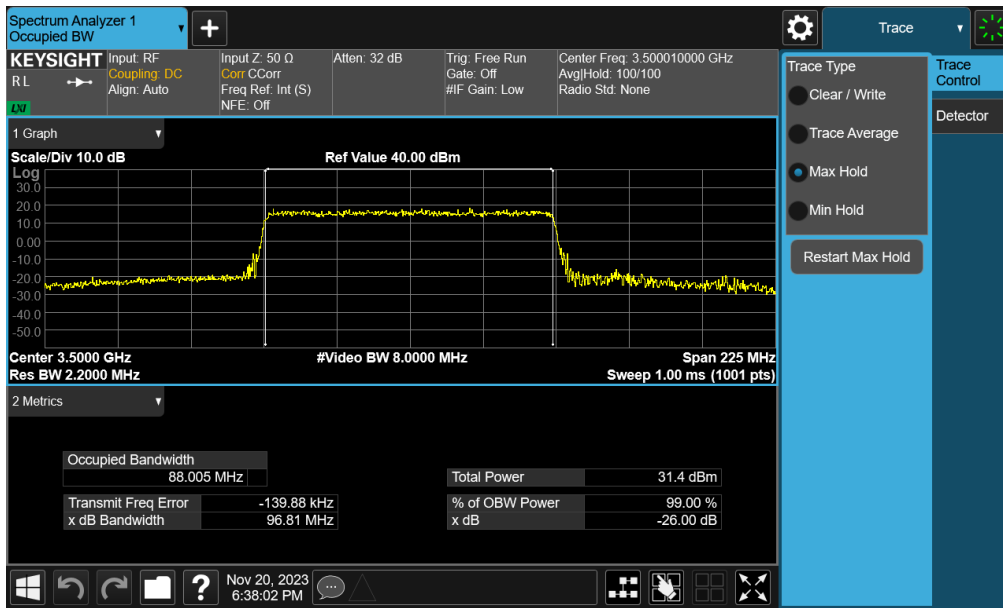 Spectrum Analyzer 1
Occupied BW
+
Trace
KEYSIGHT
R L
LXI
Input: RF
Coupling: DC
Align: Auto
Input Z: 50 Ω
Corr CCorr
Freq Ref: Int (S)
NFE: Off
Atten: 32 dB
Trig: Free Run
Gate: Off
#IF Gain: Low
Center Freq: 3.500010000 GHz
Avg|Hold: 100/100
Radio Std: None
Trace Type
Clear / Write
Trace Average
Max Hold
Min Hold
Restart Max Hold
Trace
Control
Detector
1 Graph
Scale/Div 10.0 dB
Ref Value 40.00 dBm
Log
30.0
20.0
10.0
0.00
-10.0
-20.0
-30.0
-40.0
-50.0
Center 3.5000 GHz
#Video BW 8.0000 MHz
Span 225 MHz
Res BW 2.2000 MHz
Sweep 1.00 ms (1001 pts)
2 Metrics
Occupied Bandwidth
88.005 MHz
Total Power 31.4 dBm
Transmit Freq Error -139.88 kHz
% of OBW Power 99.00 %
x dB Bandwidth 96.81 MHz
x dB -26.00 dB
?
Nov 20, 2023
6:38:02 PM